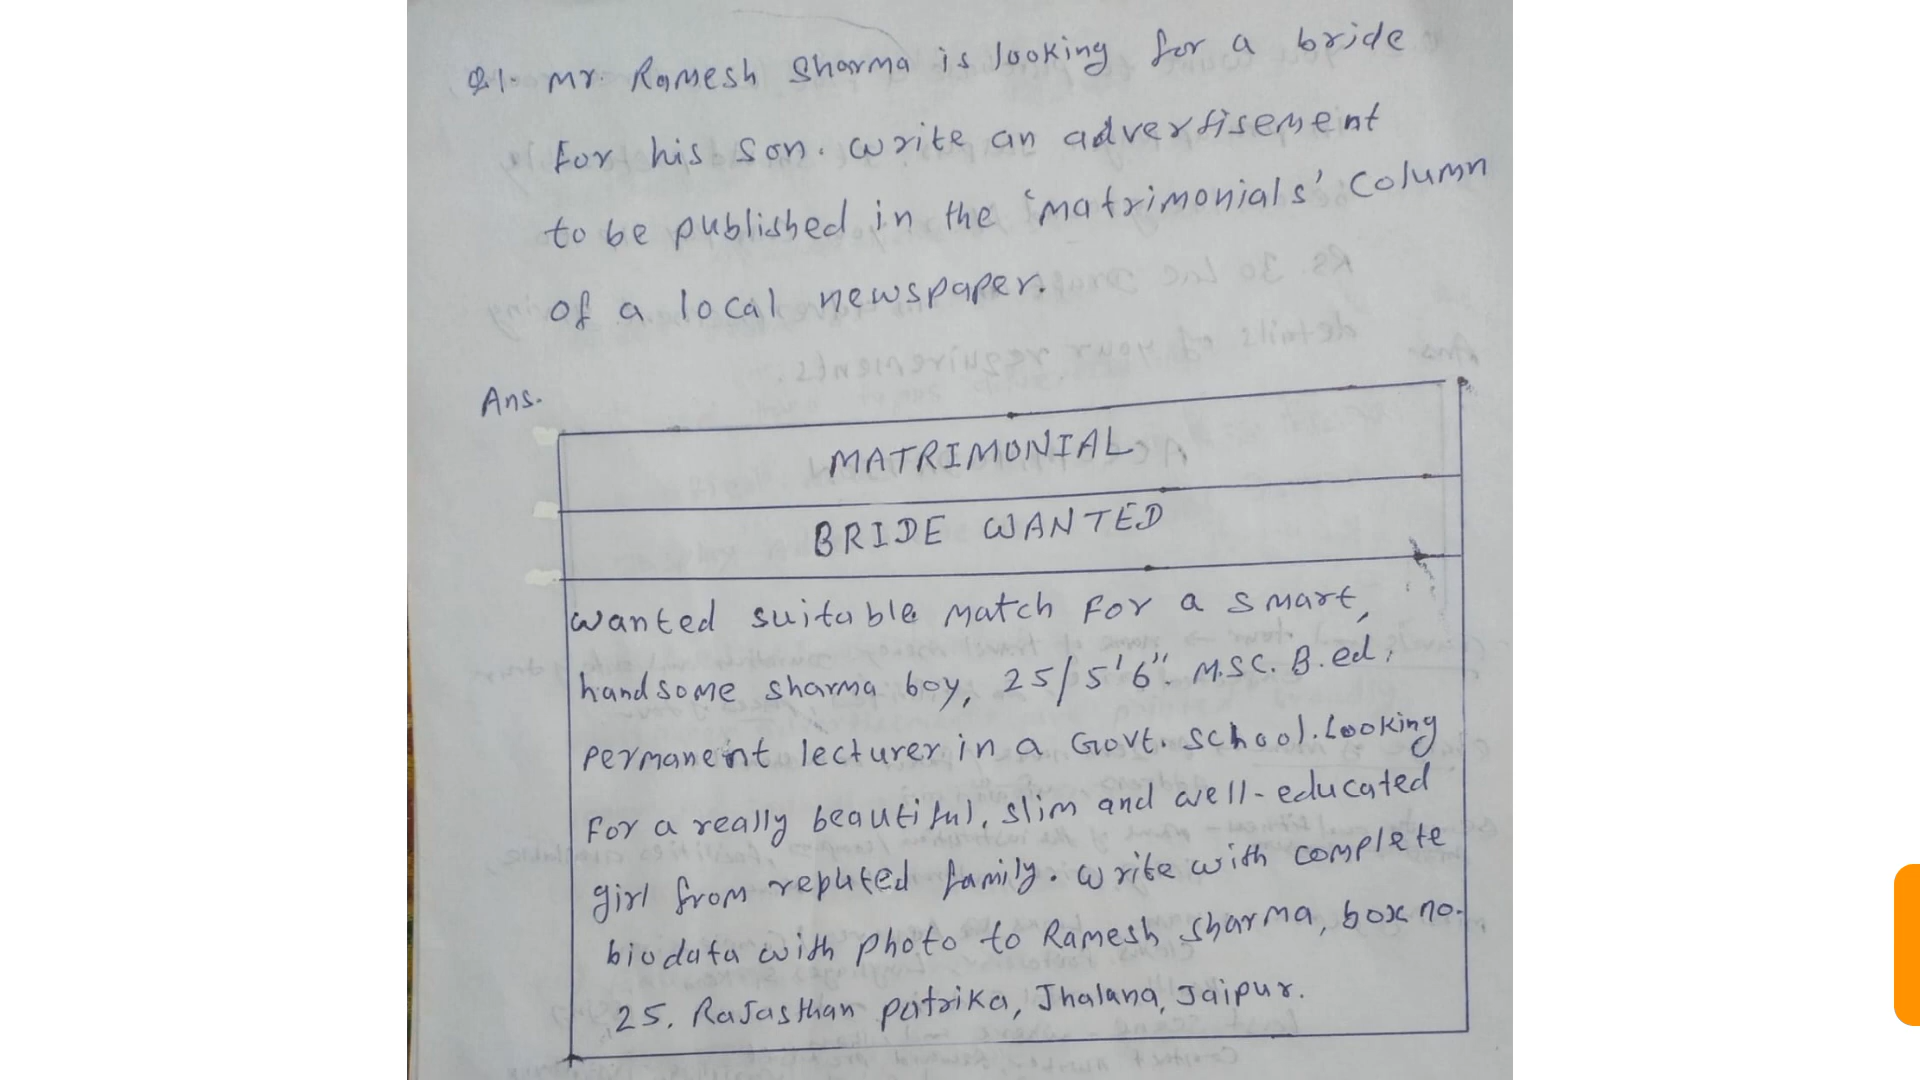 Q1. Mr. Ramesh Sharma is looking for a bride
for his son. Write an advertisement
to be published in the 'matrimonials' column
of a local newspaper.
Ans.
MATRIMONIAL
BRIDE WANTED
Wanted suitable match for a smart,
handsome sharma boy, 25/5'6". M.SC. B.ed,
permanent lecturer in a Govt. school. Looking
for a really beautiful, slim and well-educated
girl from reputed family. Write with complete
biodata with photo to Ramesh Sharma, box no.
25, Rajasthan patrika, Jhalana, Jaipur.